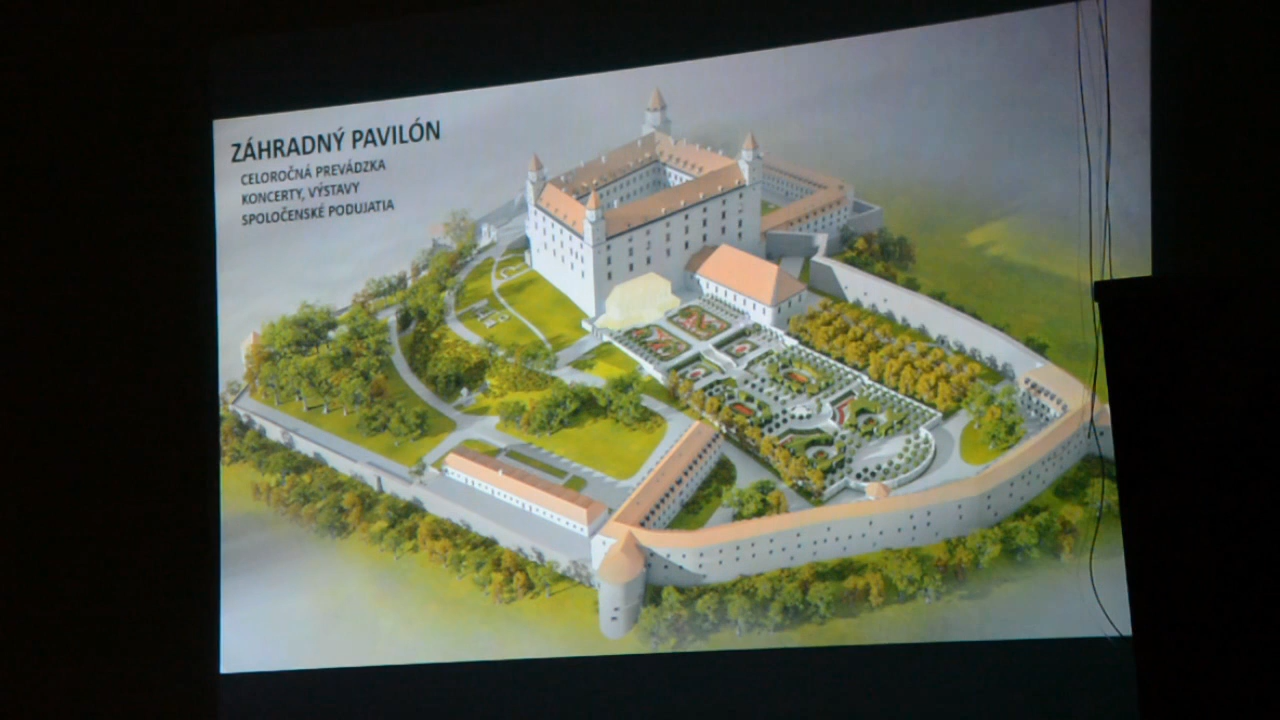 ZÁHRADNÝ PAVILÓN
CELOROČNÁ PREVÁDZKA
KONCERTY, VÝSTAVY
SPOLOČENSKÉ PODUJATIA